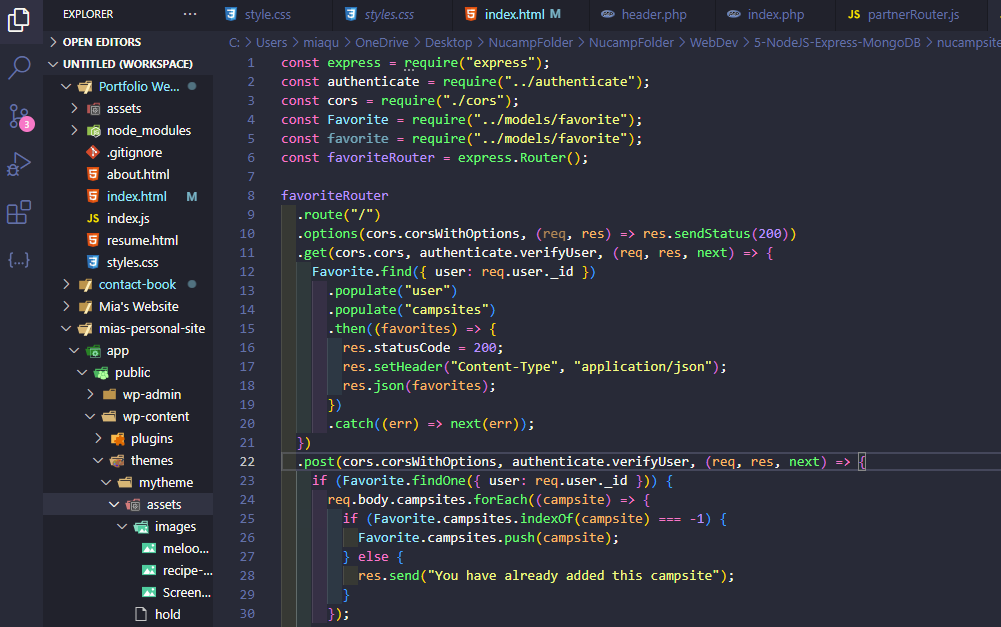 EXPLORER
OPEN EDITORS
UNTITLED (WORKSPACE)
Portfolio We...
assets
node_modules
.gitignore
about.html
index.html M
JS index.js
resume.html
styles.css
contact-book
Mia's Website
mias-personal-site
app
public
wp-admin
wp-content
plugins
themes
mytheme
assets
images
meloo...
recipe-...
Screen...
hold
3
{...}
style.css
styles.css
index.html M
header.php
index.php
JS partnerRouter.js
C: > Users > miaqu > OneDrive > Desktop > NucampFolder > NucampFolder > WebDev > 5-NodeJS-Express-MongoDB > nucampsite
1 const express = require("express");
2 const authenticate = require("../authenticate");
3 const cors = require("./cors");
4 const Favorite = require("../models/favorite");
5 const favorite = require("../models/favorite");
6 const favoriteRouter = express.Router();
7
8 favoriteRouter
9 .route("/")
10 .options(cors.corsWithOptions, (req, res) => res.sendStatus(200))
11 .get(cors.cors, authenticate.verifyUser, (req, res, next) => {
12 Favorite.find({ user: req.user._id })
13 .populate("user")
14 .populate("campsites")
15 .then((favorites) => {
16 res.statusCode = 200;
17 res.setHeader("Content-Type", "application/json");
18 res.json(favorites);
19 })
20 .catch((err) => next(err));
21 })
22 .post(cors.corsWithOptions, authenticate.verifyUser, (req, res, next) => {
23 if (Favorite.findOne({ user: req.user._id })) {
24 req.body.campsites.forEach((campsite) => {
25 if (Favorite.campsites.indexOf(campsite) === -1) {
26 Favorite.campsites.push(campsite);
27 } else {
28 res.send("You have already added this campsite");
29 }
30 });